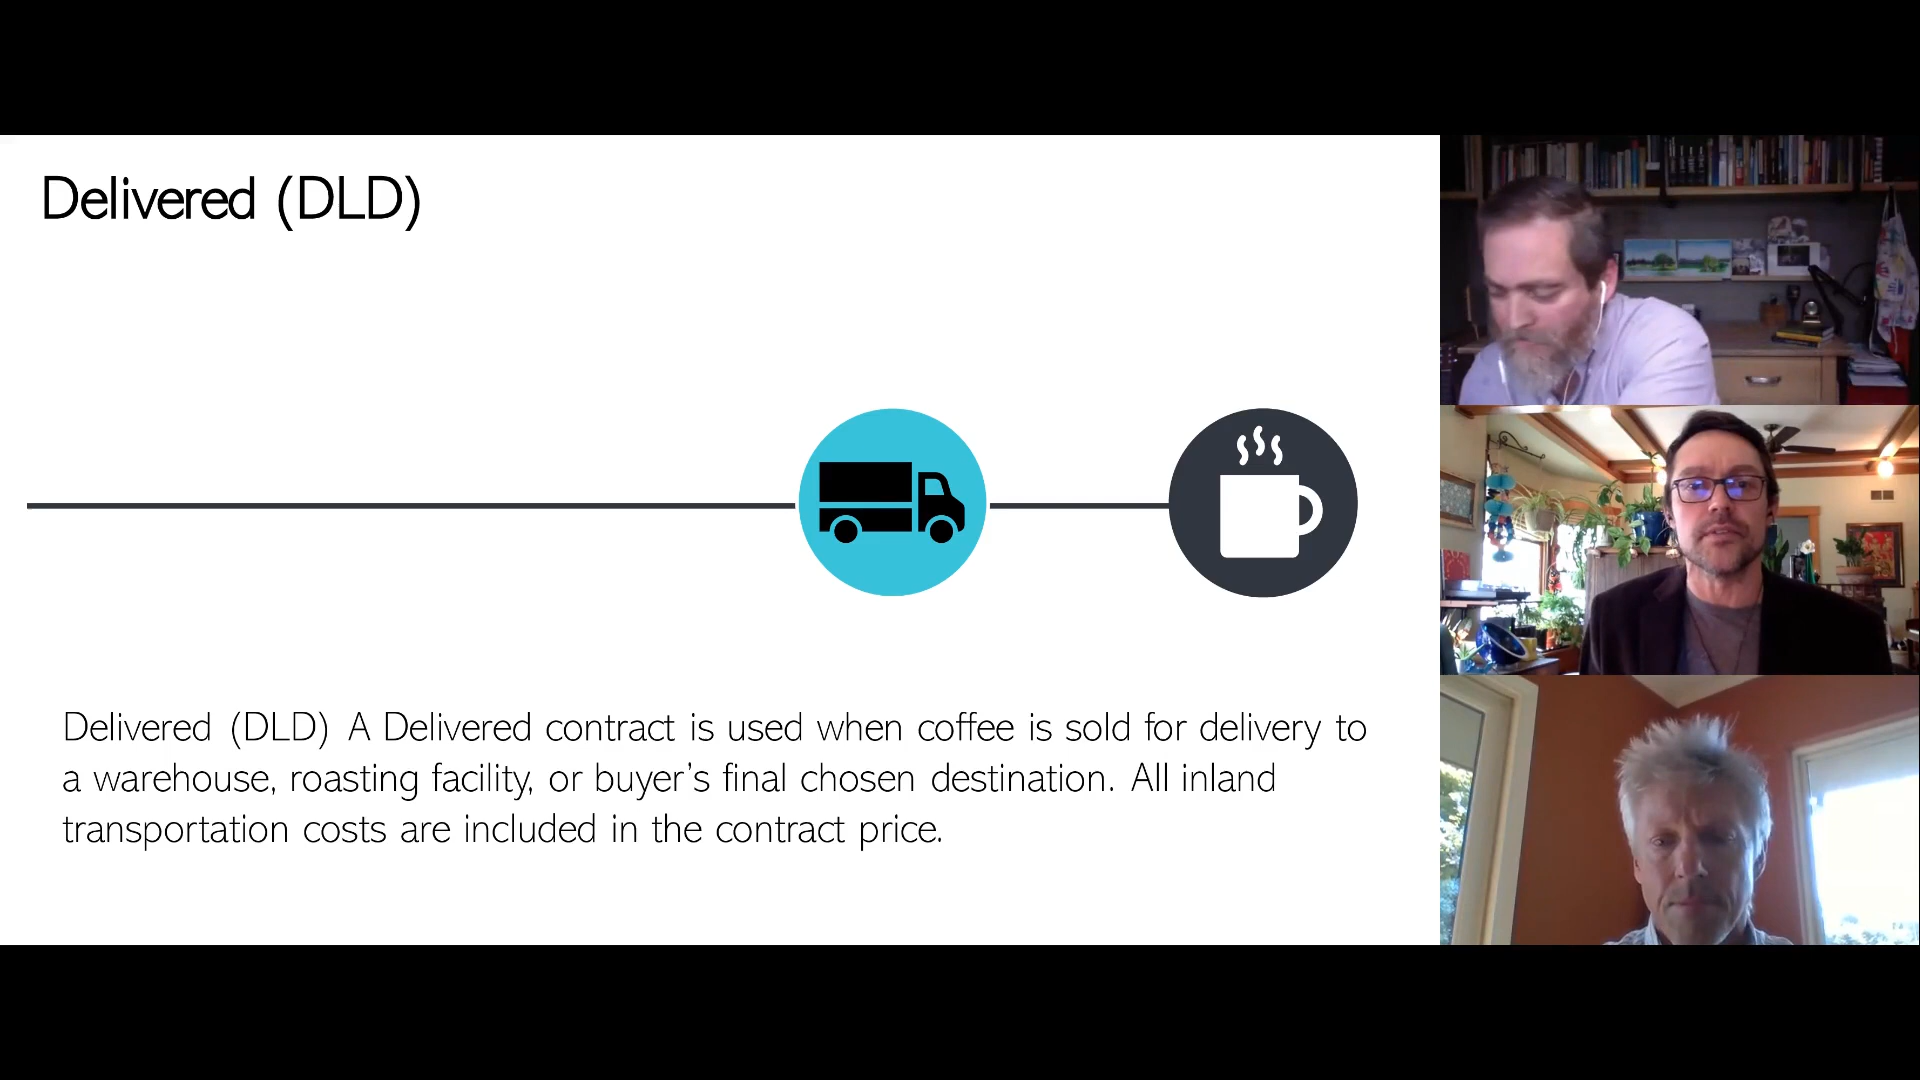 Delivered (DLD)
Delivered (DLD) A Delivered contract is used when coffee is sold for delivery to
a warehouse, roasting facility, or buyer’s final chosen destination. All inland
transportation costs are included in the contract price.